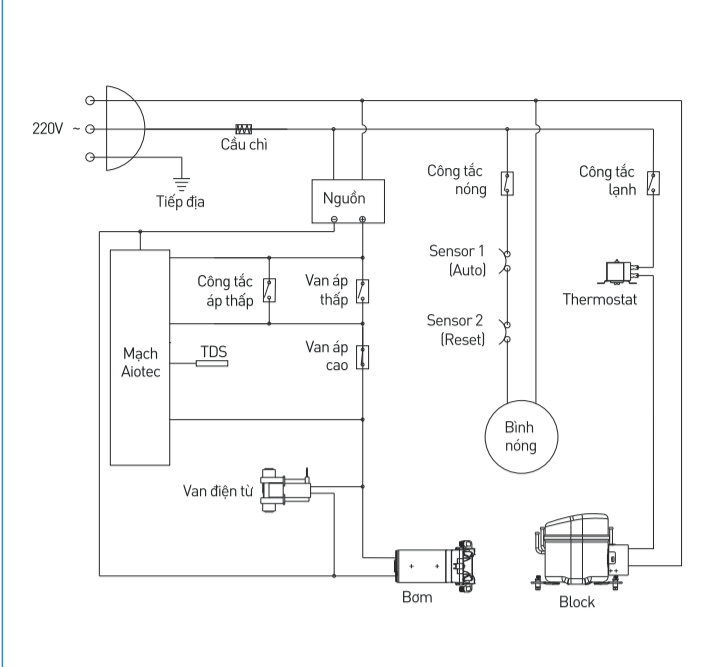 220V ~
Cầu chì
Tiếp địa
Nguồn
Công tắc
nóng
Công tắc
lạnh
Sensor 1
(Auto)
Thermostat
Công tắc
áp thấp
Van áp
thấp
Sensor 2
(Reset)
Mạch
Aiotec
TDS
Van áp
cao
Bình
nóng
Van điện từ
Bơm
Block